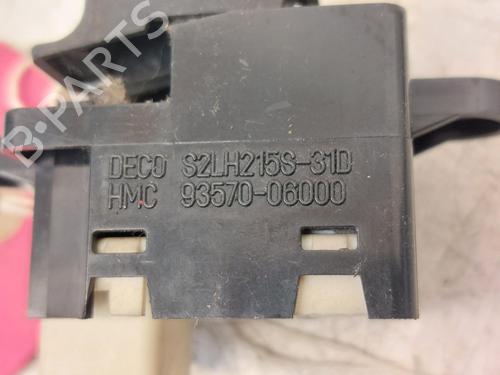 B-PARTS
DECO S2LH215S-31D
HMC 93570-06000